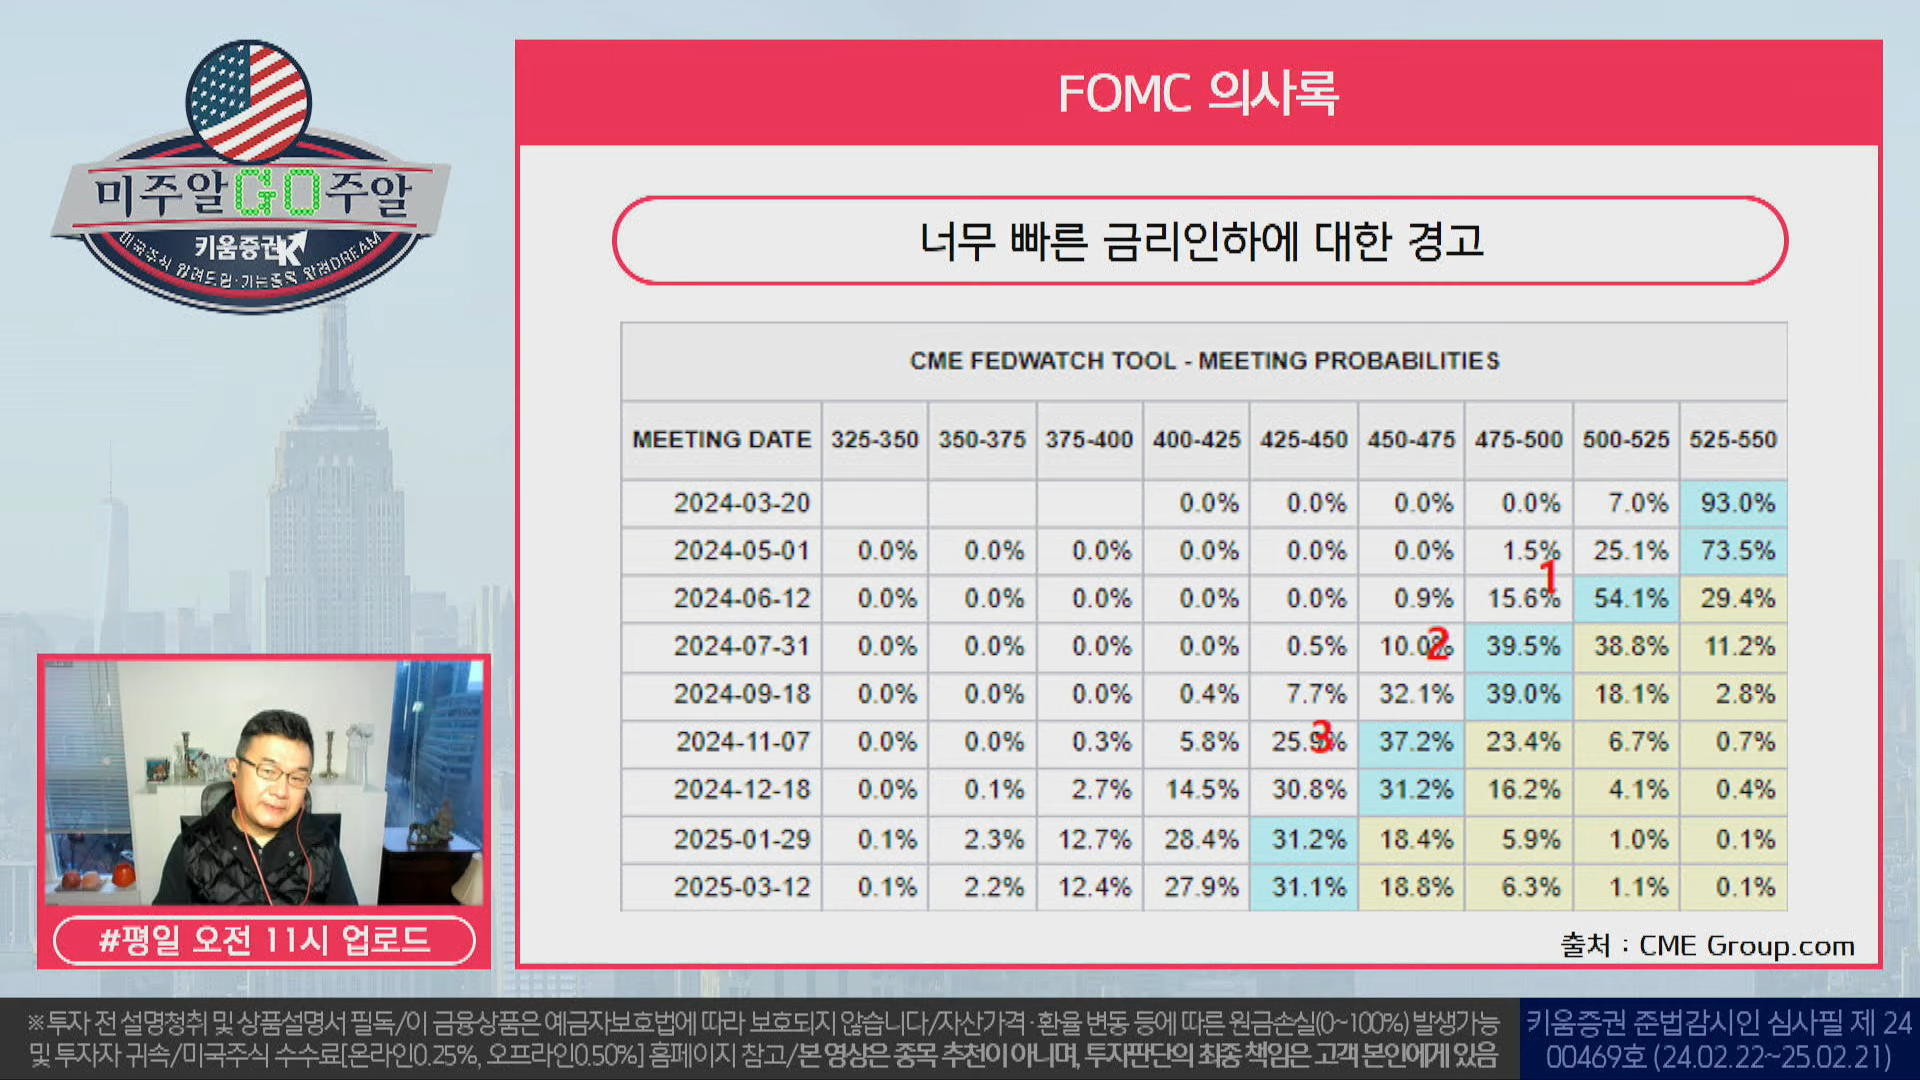 미주알GO주알
키움증권
FOMC 의사록
너무 빠른 금리인하에 대한 경고
CME FEDWATCH TOOL - MEETING PROBABILITIES
MEETING DATE 325-350 350-375 375-400 400-425 425-450 450-475 475-500 500-525 525-550
2024-03-20 0.0% 0.0% 0.0% 0.0% 7.0% 93.0%
2024-05-01 0.0% 0.0% 0.0% 0.0% 0.0% 0.0% 1.5% 25.1% 73.5%
1
2024-06-12 0.0% 0.0% 0.0% 0.0% 0.0% 0.9% 15.6% 54.1% 29.4%
2024-07-31 0.0% 0.0% 0.0% 0.0% 0.5% 10.0% 2 39.5% 38.8% 11.2%
2024-09-18 0.0% 0.0% 0.0% 0.4% 7.7% 32.1% 39.0% 18.1% 2.8%
2024-11-07 0.0% 0.0% 0.3% 5.8% 3 37.2% 23.4% 6.7% 0.7%
2024-12-18 0.0% 0.1% 2.7% 14.5% 30.8% 31.2% 16.2% 4.1% 0.4%
2025-01-29 0.1% 2.3% 12.7% 28.4% 31.2% 18.4% 5.9% 1.0% 0.1%
2025-03-12 0.1% 2.2% 12.4% 27.9% 31.1% 18.8% 6.3% 1.1% 0.1%
출처 : CME Group.com
#평일 오전 11시 업로드
※투자 전 설명청취 및 상품설명서 필독/이 금융상품은 예금자보호법에 따라 보호되지 않습니다/자산가격·환율 변동 등에 따른 원금손실(0~100%) 발생가능
및 투자자 귀속/미국주식 수수료[온라인0.25%, 오프라인0.50%] 홈페이지 참고/본 영상은 종목 추천이 아니며, 투자판단의 최종 책임은 고객 본인에게 있음
키움증권 준법감시인 심사필 제 24
00469호 (24.02.22~25.02.21)